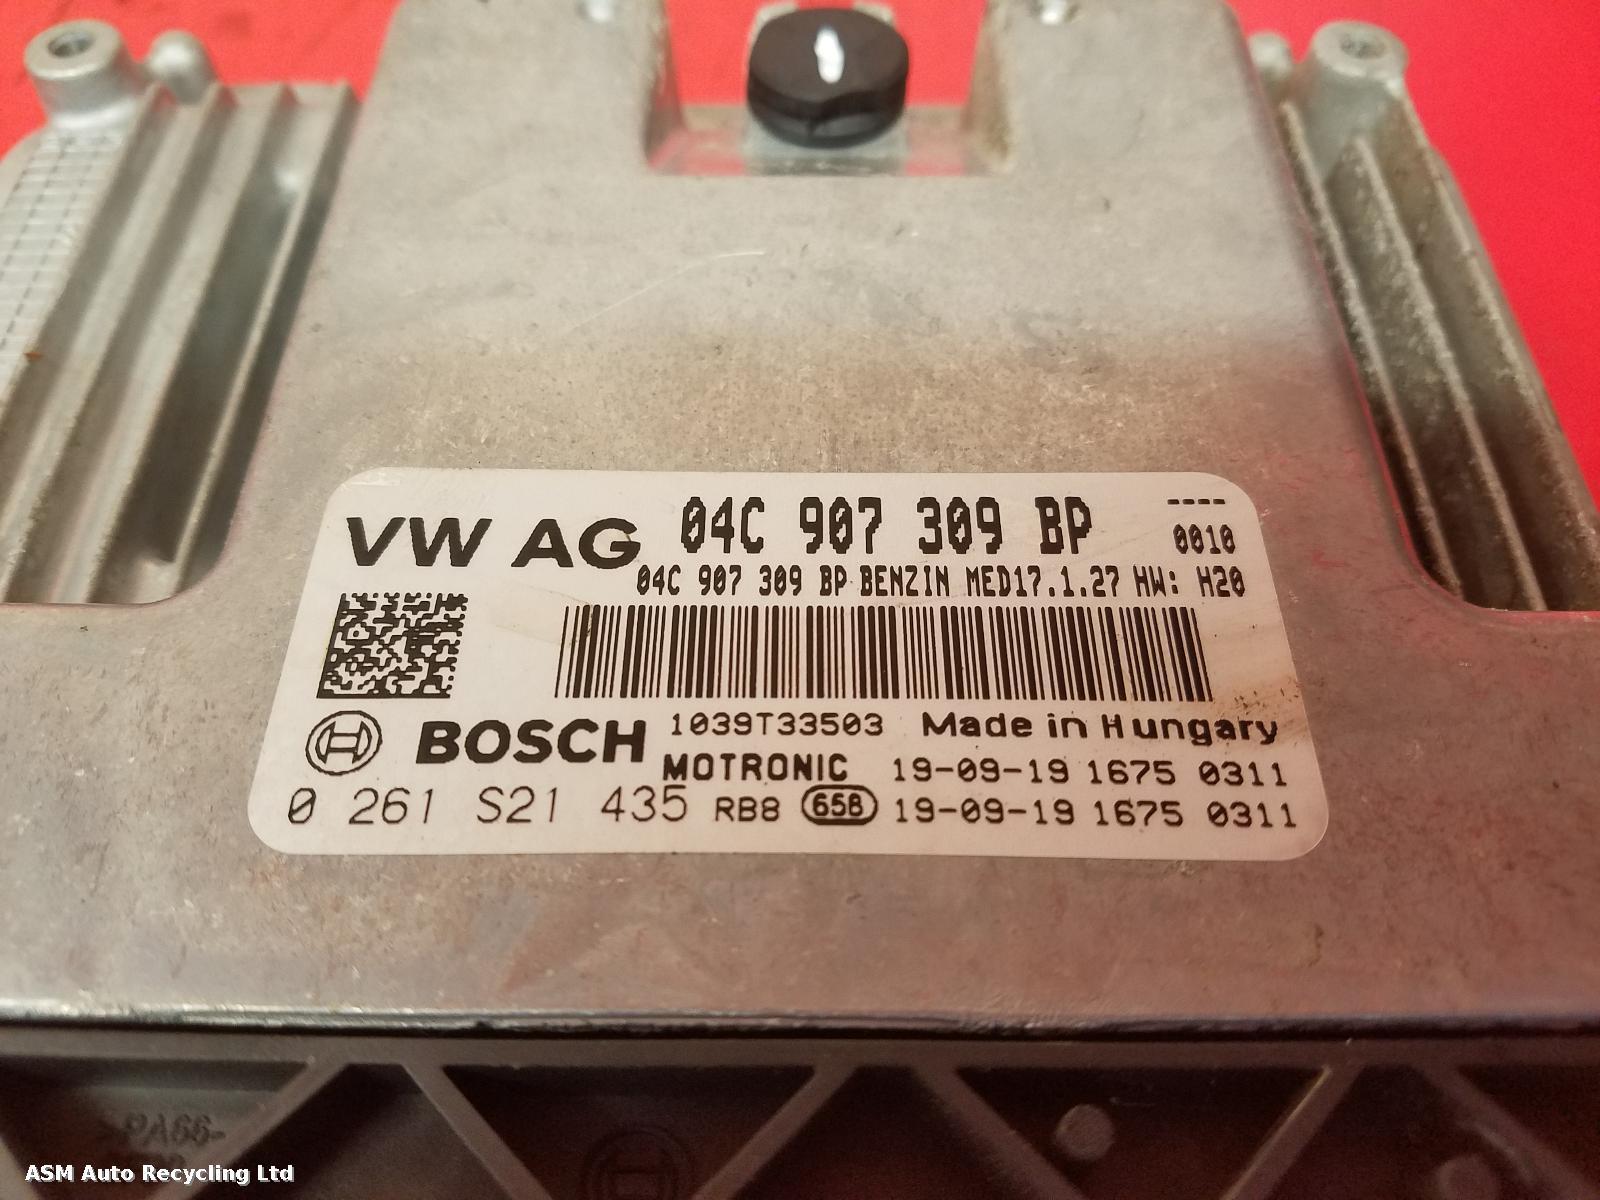 VW AG 04C 907 309 BP ----
0010
04C 907 309 BP BENZIN MED17.1.27 HW: H20
BOSCH 1039T33503 Made in Hungary
MOTRONIC 19-09-19 1675 0311
0 261 S21 435 RB8 65B 19-09-19 1675 0311
>PA66-
ASM Auto Recycling Ltd